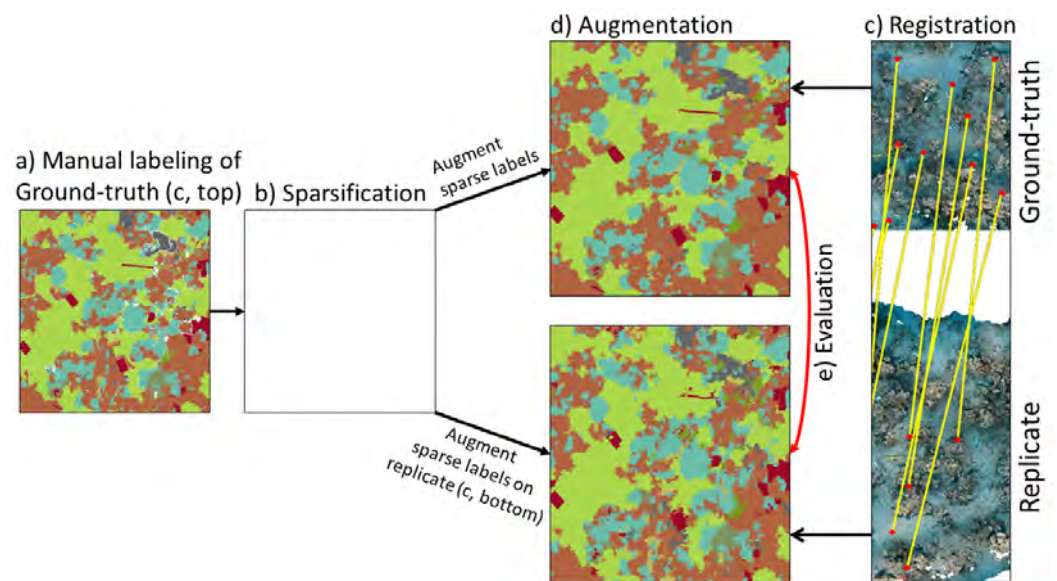 d) Augmentation
c) Registration
a) Manual labeling of
Ground-truth (c, top)
b) Sparsification
Augment
sparse labels
Augment
sparse labels on
replicate (c, bottom)
e) Evaluation
Ground-truth
Replicate